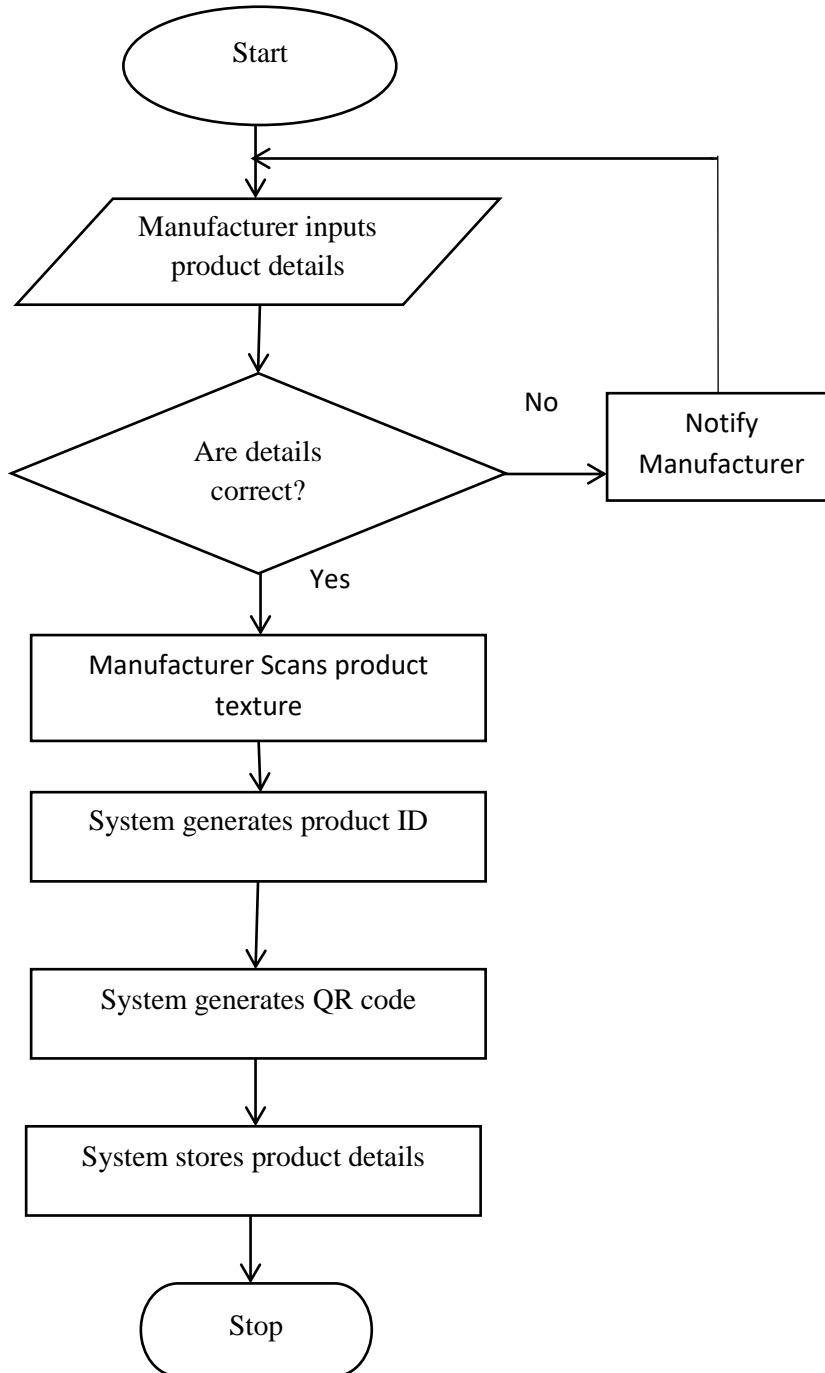 Start
Manufacturer inputs
product details
No
Notify
Manufacturer
Are details
correct?
Yes
Manufacturer Scans product
texture
System generates product ID
System generates QR code
System stores product details
Stop